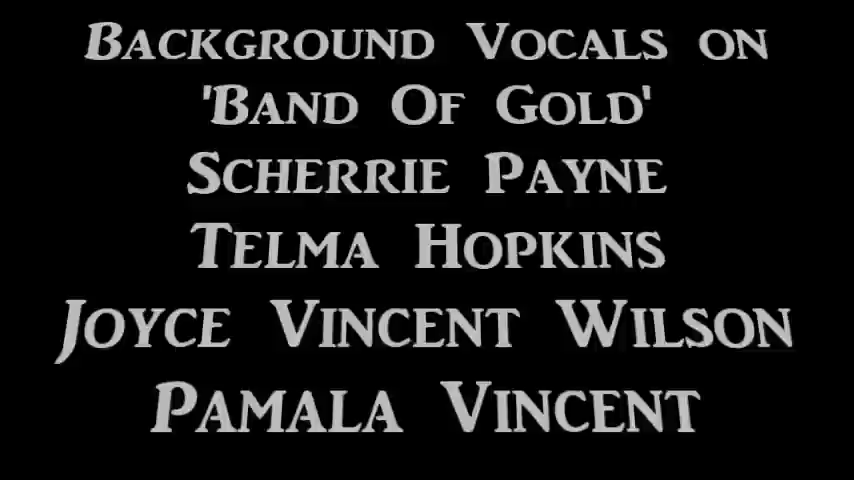 Background Vocals on
'Band Of Gold'
Scherrie Payne
Telma Hopkins
Joyce Vincent Wilson
Pamala Vincent